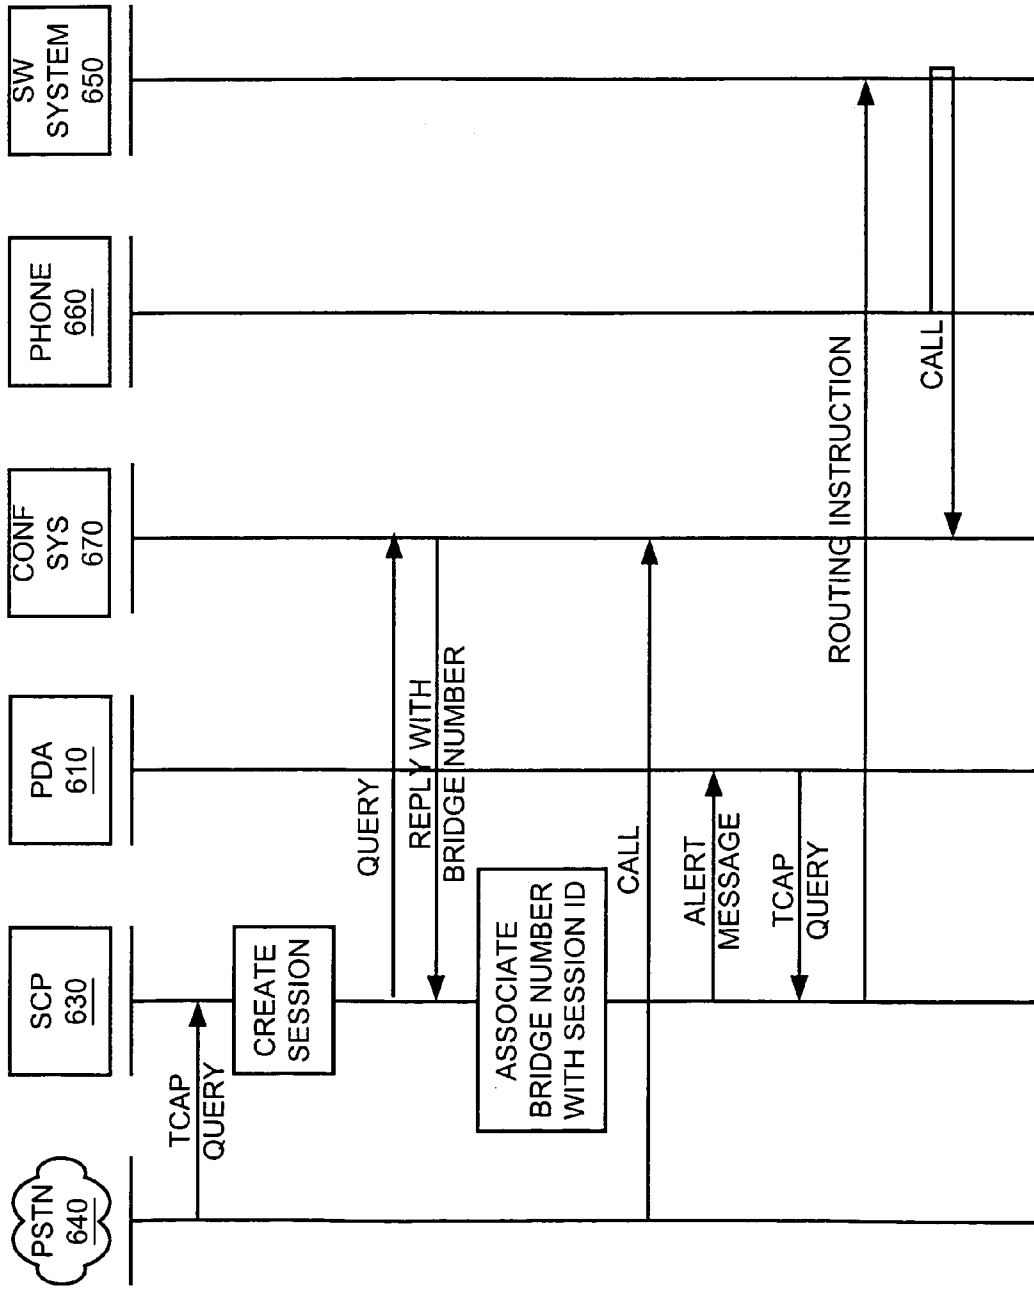 PSTN
640
SCP
630
PDA
610
CONF
SYS
670
PHONE
660
SW
SYSTEM
650
TCAP
QUERY
CREATE
SESSION
QUERY
REPLY WITH
BRIDGE NUMBER
ASSOCIATE
BRIDGE NUMBER
WITH SESSION ID
CALL
ALERT
MESSAGE
TCAP
QUERY
ROUTING INSTRUCTION
CALL